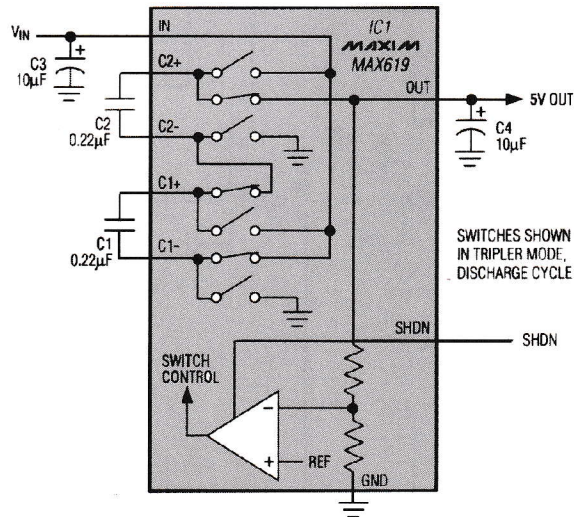 VIN
IN
IC1
MAXIM
MAX619
C3
10µF
+
C2+
OUT
5V OUT
C2
0.22µF
C2-
+
C4
10µF
C1+
C1
0.22µF
C1-
SWITCHES SHOWN
IN TRIPLER MODE,
DISCHARGE CYCLE
SHDN
SHDN
SWITCH
CONTROL
−
+
REF
GND